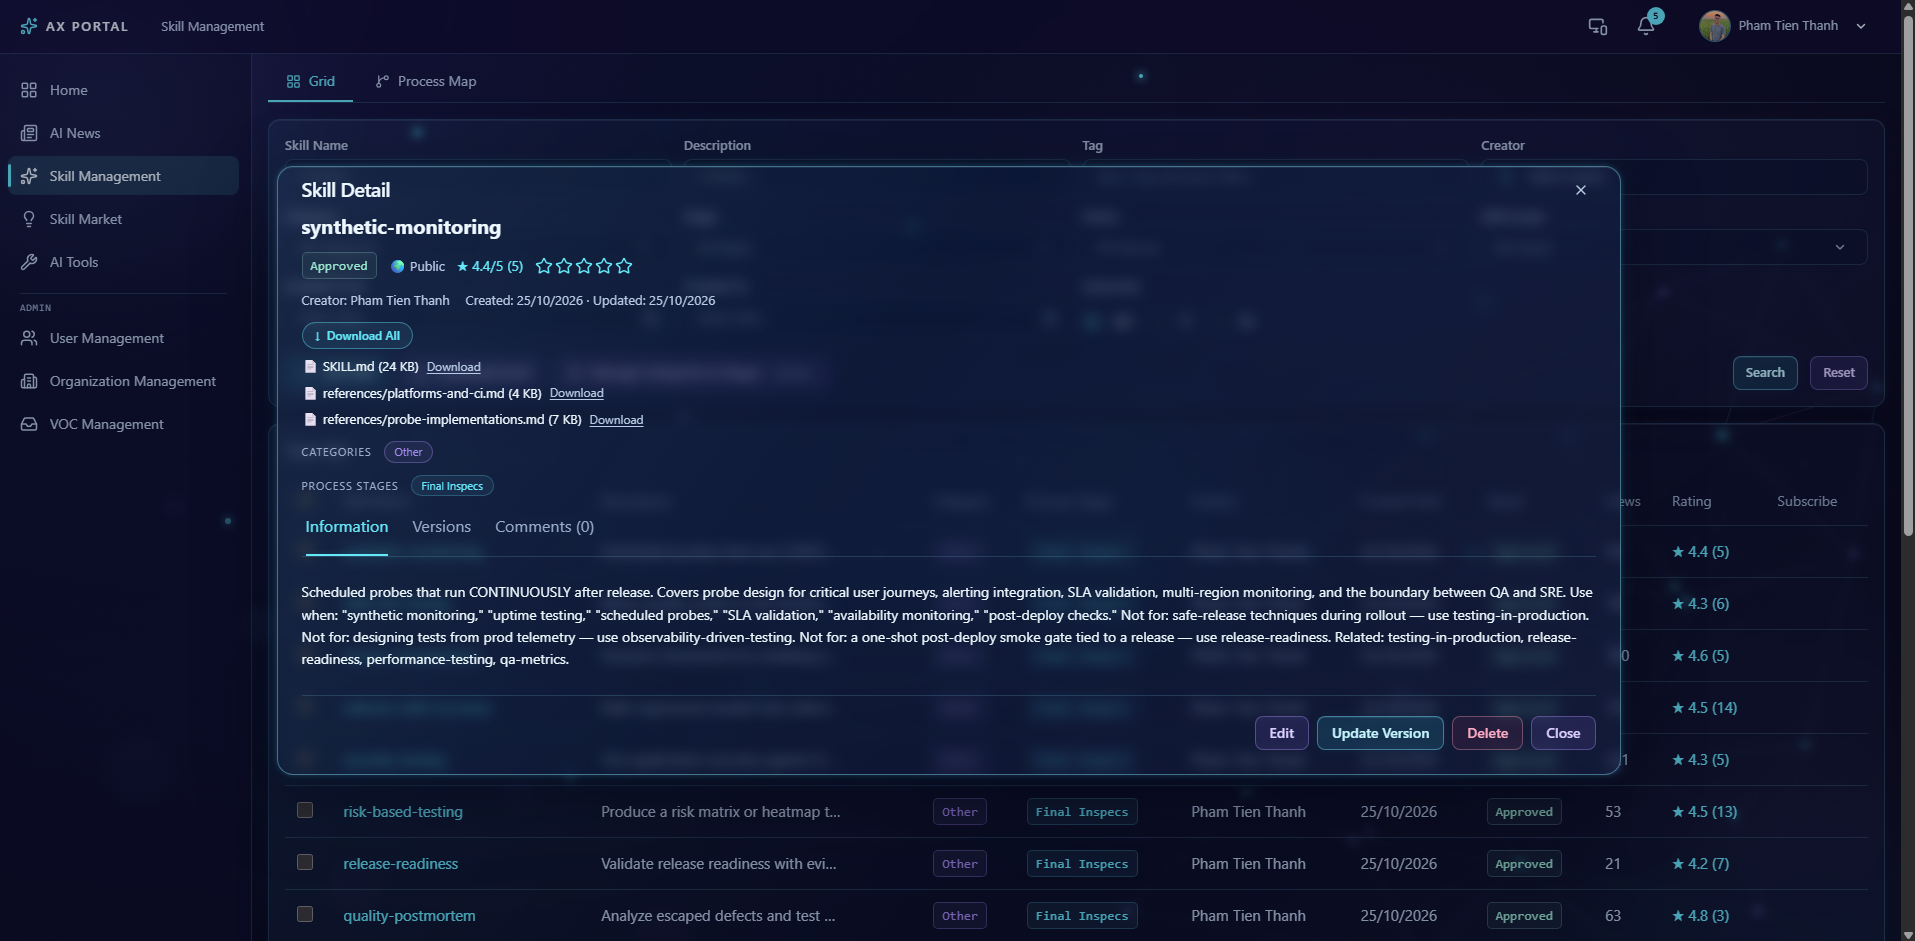 AX PORTAL
Skill Management
5
Pham Tien Thanh
Home
AI News
Skill Management
Skill Market
AI Tools
ADMIN
User Management
Organization Management
VOC Management
Grid
Process Map
Skill Name
Description
Tag
Creator
Search
Reset
Skill Detail
synthetic-monitoring
Approved
Public
★ 4.4/5 (5)
Creator: Pham Tien Thanh
Created: 25/10/2026 · Updated: 25/10/2026
↓ Download All
SKILL.md (24 KB) Download
references/platforms-and-ci.md (4 KB) Download
references/probe-implementations.md (7 KB) Download
CATEGORIES Other
PROCESS STAGES Final Inspecs
Information
Versions
Comments (0)
Scheduled probes that run CONTINUOUSLY after release. Covers probe design for critical user journeys, alerting integration, SLA validation, multi-region monitoring, and the boundary between QA and SRE. Use
when: "synthetic monitoring," "uptime testing," "scheduled probes," "SLA validation," "availability monitoring," "post-deploy checks." Not for: safe-release techniques during rollout — use testing-in-production.
Not for: designing tests from prod telemetry — use observability-driven-testing. Not for: a one-shot post-deploy smoke gate tied to a release — use release-readiness. Related: testing-in-production, release-
readiness, performance-testing, qa-metrics.
Edit
Update Version
Delete
Close
Rating
Subscribe
★ 4.4 (5)
★ 4.3 (6)
★ 4.6 (5)
★ 4.5 (14)
★ 4.3 (5)
risk-based-testing Produce a risk matrix or heatmap t... Other Final Inspecs Pham Tien Thanh 25/10/2026 Approved 53 ★ 4.5 (13)
release-readiness Validate release readiness with evi... Other Final Inspecs Pham Tien Thanh 25/10/2026 Approved 21 ★ 4.2 (7)
quality-postmortem Analyze escaped defects and test ... Other Final Inspecs Pham Tien Thanh 25/10/2026 Approved 63 ★ 4.8 (3)